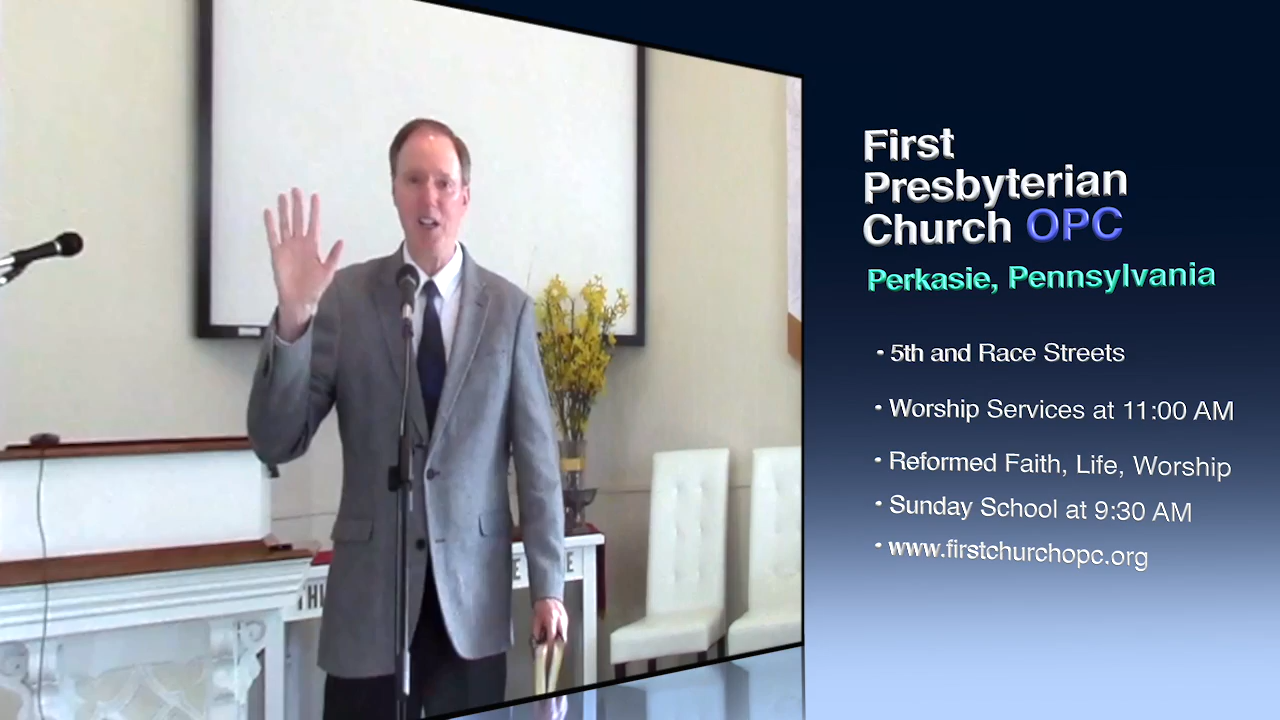 First
Presbyterian
Church OPC
Perkasie, Pennsylvania
• 5th and Race Streets
• Worship Services at 11:00 AM
• Reformed Faith, Life, Worship
• Sunday School at 9:30 AM
• www.firstchurchopc.org